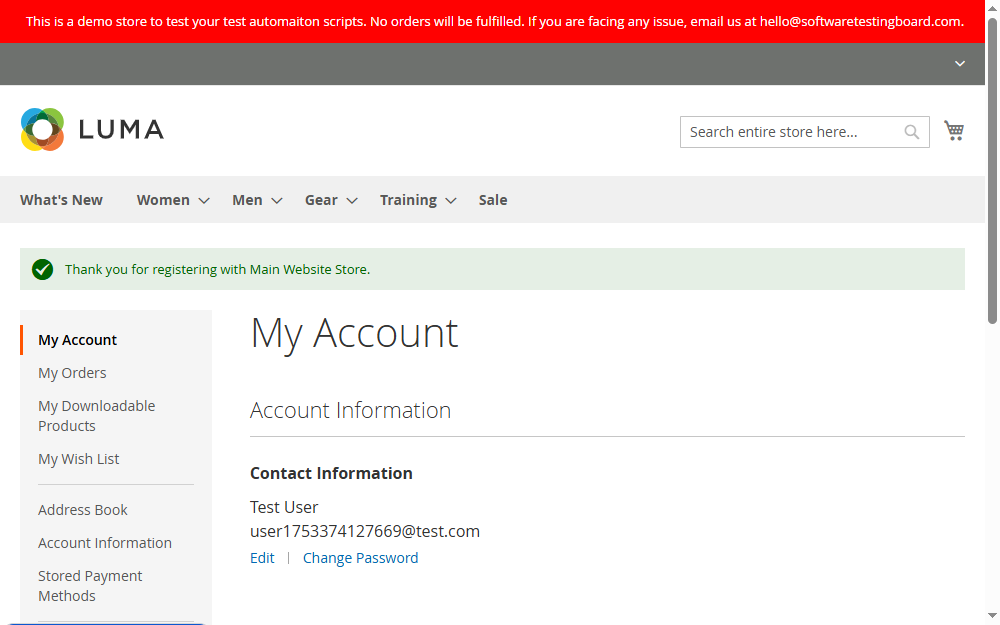 This is a demo store to test your test automaiton scripts. No orders will be fulfilled. If you are facing any issue, email us at hello@softwaretestingboard.com.
LUMA
Search entire store here...
What's New Women Men Gear Training Sale
Thank you for registering with Main Website Store.
My Account
My Orders
My Downloadable
Products
My Wish List
Address Book
Account Information
Stored Payment
Methods
My Account
Account Information
Contact Information
Test User
user1753374127669@test.com
Edit | Change Password